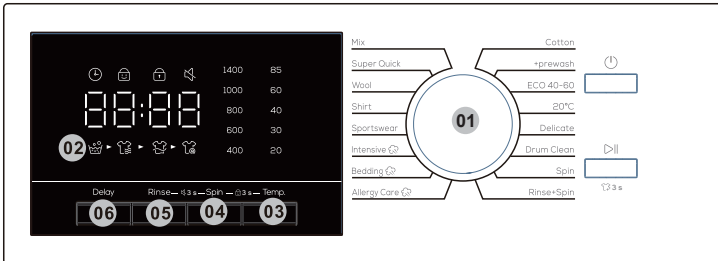 1400 85
88:88 1000 60
800 40
600 30
02 400 20
Delay Rinse 3 s Spin 3 s Temp.
06 05 04 03
Mix
Super Quick
Wool
Shirt
Sportswear
Intensive
Bedding
Allergy Care
01
Cotton
+prewash
ECO 40-60
20°C
Delicate
Drum Clean
Spin
Rinse+Spin
3 s